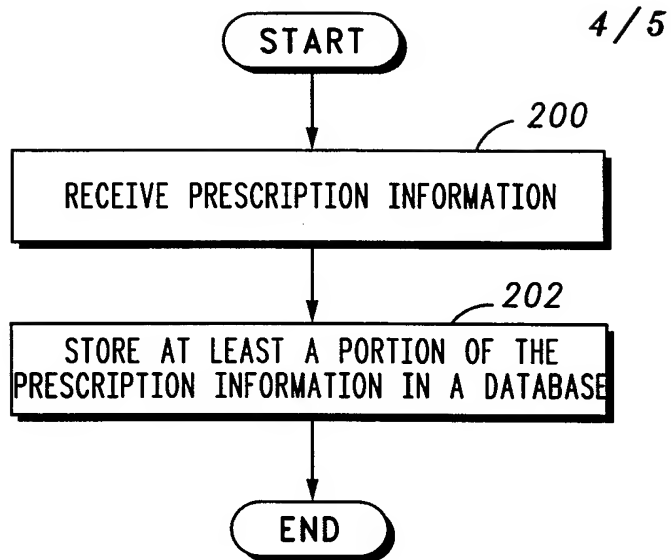 4/5
START
200
RECEIVE PRESCRIPTION INFORMATION
202
STORE AT LEAST A PORTION OF THE
PRESCRIPTION INFORMATION IN A DATABASE
END